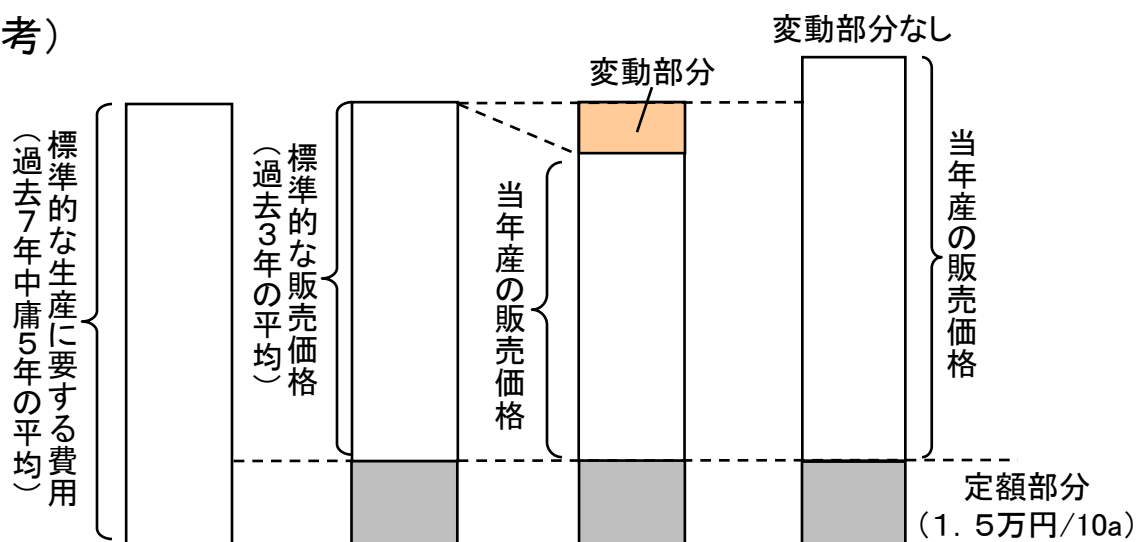 考）
標準的な生産に要する費用
（過去７年中庸５年の平均）
標準的な販売価格
（過去３年の平均）
変動部分
当年産の販売価格
変動部分なし
当年産の販売価格
定額部分
（１．５万円/10a）